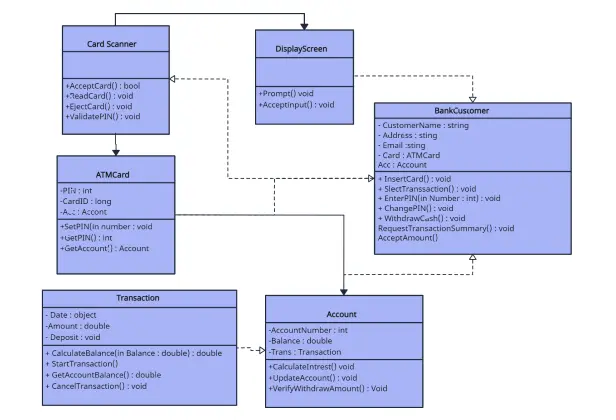 Card Scanner
+AcceptCard() : bool
+ReadCard() : void
+EjectCard() : void
+ValidatePIN() : void
DisplayScreen
+Prompt() void
+AcceptInput() : void
BankCustomer
- CustomerName : string
- Address : sting
- Email :sting
- Card : ATMCard
Acc : Account
+ InsertCard() : void
+ SlectTransaction() : void
+ EnterPIN(in Number : int) : void
+ ChangePIN() : void
+ WithdrawCash() : void
RequestTransactionSummary() : void
AcceptAmount()
ATMCard
-PIN : int
-CardID : long
-Acc : Accont
+SetPIN(in number : void
+GetPIN() : int
+GetAccount() : Account
Transaction
- Date : object
-Amount : double
- Deposit : void
+ CalculateBalance(in Balance : double) : double
+ StartTransaction()
+ GetAccountBalance() : double
+ CancelTransaction() : void
Account
-AccountNumber : int
-Balance : double
-Trans : Transaction
+CalculateIntrest() void
+UpdateAccount() : void
+VerifyWithdrawAmount() : Void